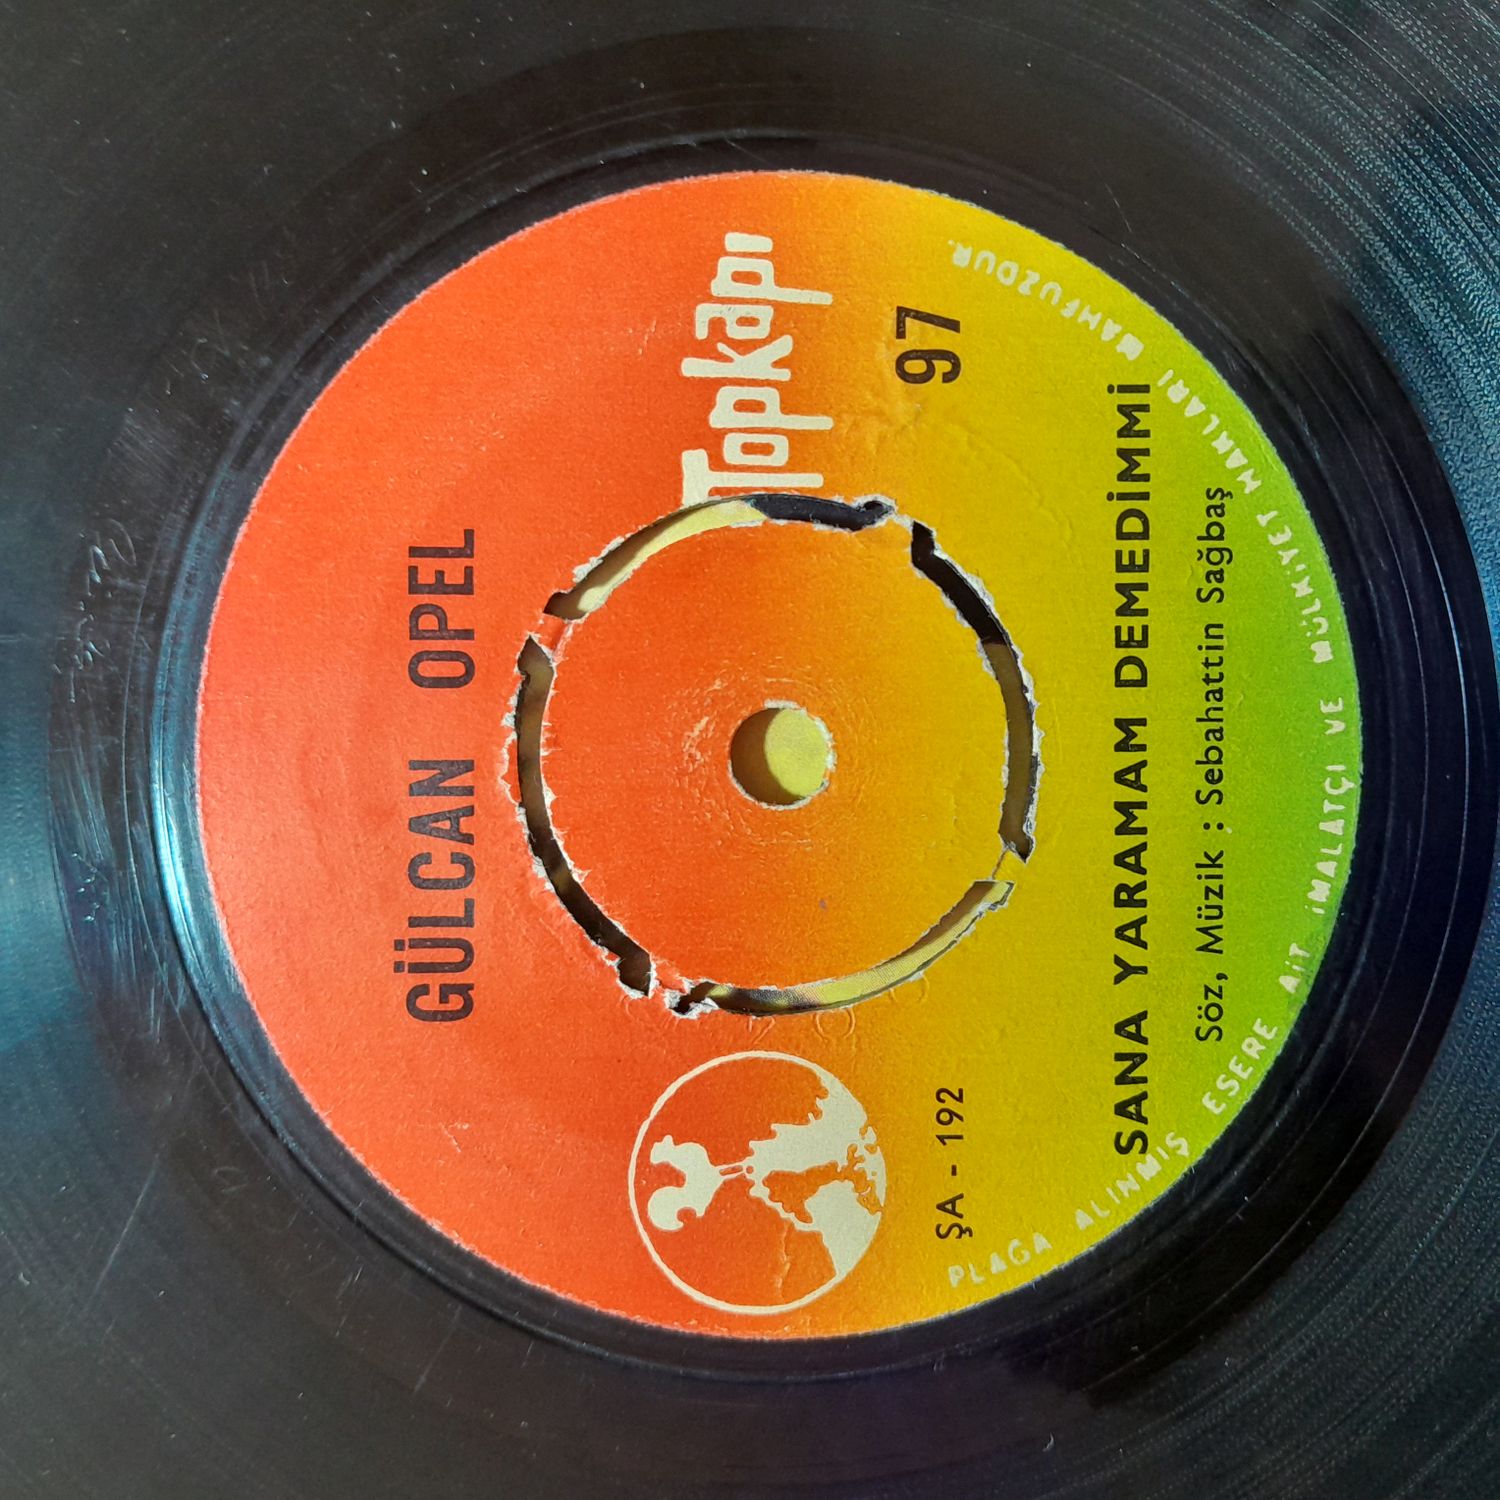 GÜLCAN OPEL
Topkapı
ŞA - 192
97
SANA YARAMAM DEMEDİMMİ
Söz, Müzik : Sebahattin Sağbaş
PLAĞA ALINMIŞ ESERE AİT İMALATÇI VE MÜLKİYET HAKLARI MAHFUZDUR.